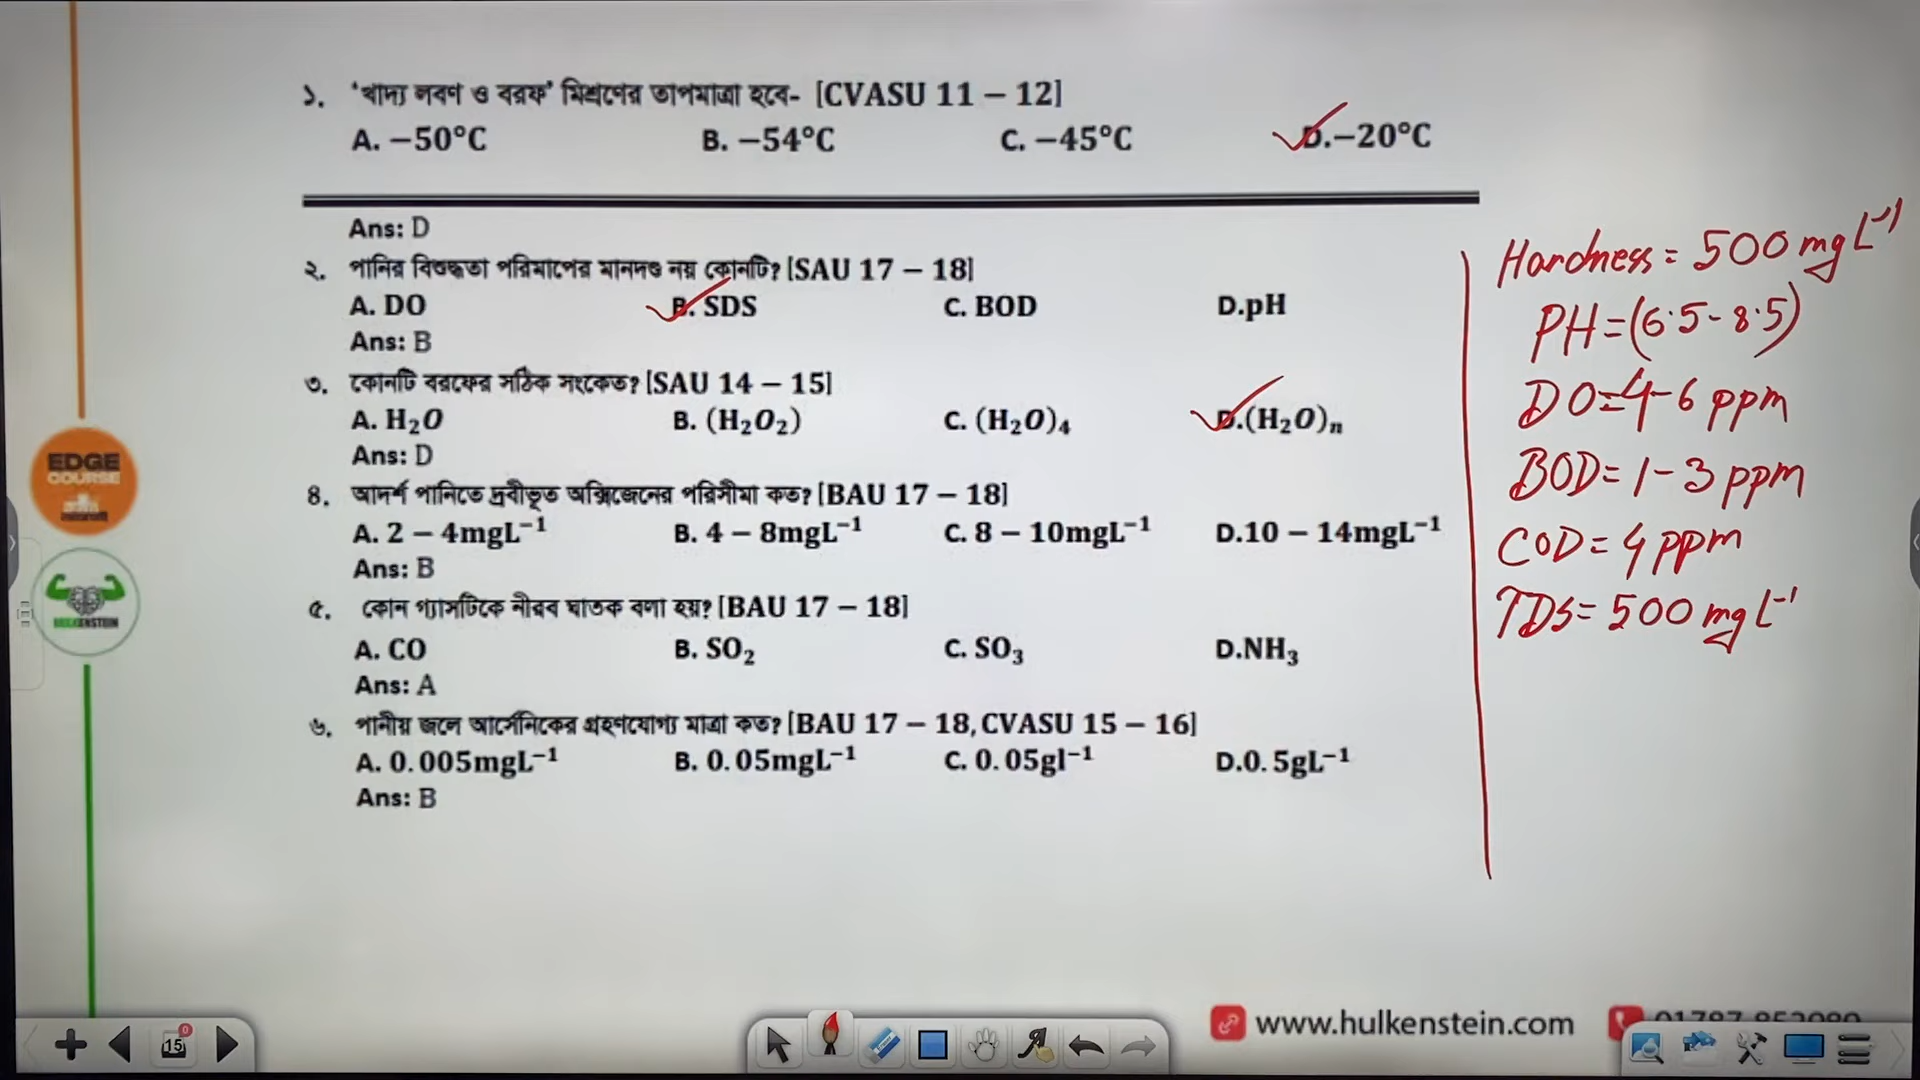 ১. 'খাদ্য লবণ ও বরফ' মিশ্রণের তাপমাত্রা হবে- [CVASU 11 – 12]
A. −50°C B. −54°C C. −45°C D.−20°C
Ans: D
২. পানির বিশুদ্ধতা পরিমাপের মানদণ্ড নয় কোনটি? [SAU 17 – 18]
A. DO B. SDS C. BOD D.pH
Ans: B
৩. কোনটি বরফের সঠিক সংকেত? [SAU 14 – 15]
A. H₂O B. (H₂O₂) C. (H₂O)₄ D.(H₂O)ₙ
Ans: D
৪. আদর্শ পানিতে দ্রবীভূত অক্সিজেনের পরিসীমা কত? [BAU 17 – 18]
A. 2 – 4mgL⁻¹ B. 4 – 8mgL⁻¹ C. 8 – 10mgL⁻¹ D.10 – 14mgL⁻¹
Ans: B
৫. কোন গ্যাসটিকে নীরব ঘাতক বলা হয়? [BAU 17 – 18]
A. CO B. SO₂ C. SO₃ D.NH₃
Ans: A
৬. পানীয় জলে আর্সেনিকের গ্রহণযোগ্য মাত্রা কত? [BAU 17 – 18, CVASU 15 – 16]
A. 0.005mgL⁻¹ B. 0.05mgL⁻¹ C. 0.05gl⁻¹ D.0.5gL⁻¹
Ans: B
Hardness = 500 mg L⁻¹
PH = (6.5 - 8.5)
DO = 4-6 ppm
BOD = 1-3 ppm
COD = 4 ppm
TDS = 500 mg L⁻¹
EDGE
COURSE
HULKENSTEIN
www.hulkenstein.com
15
0